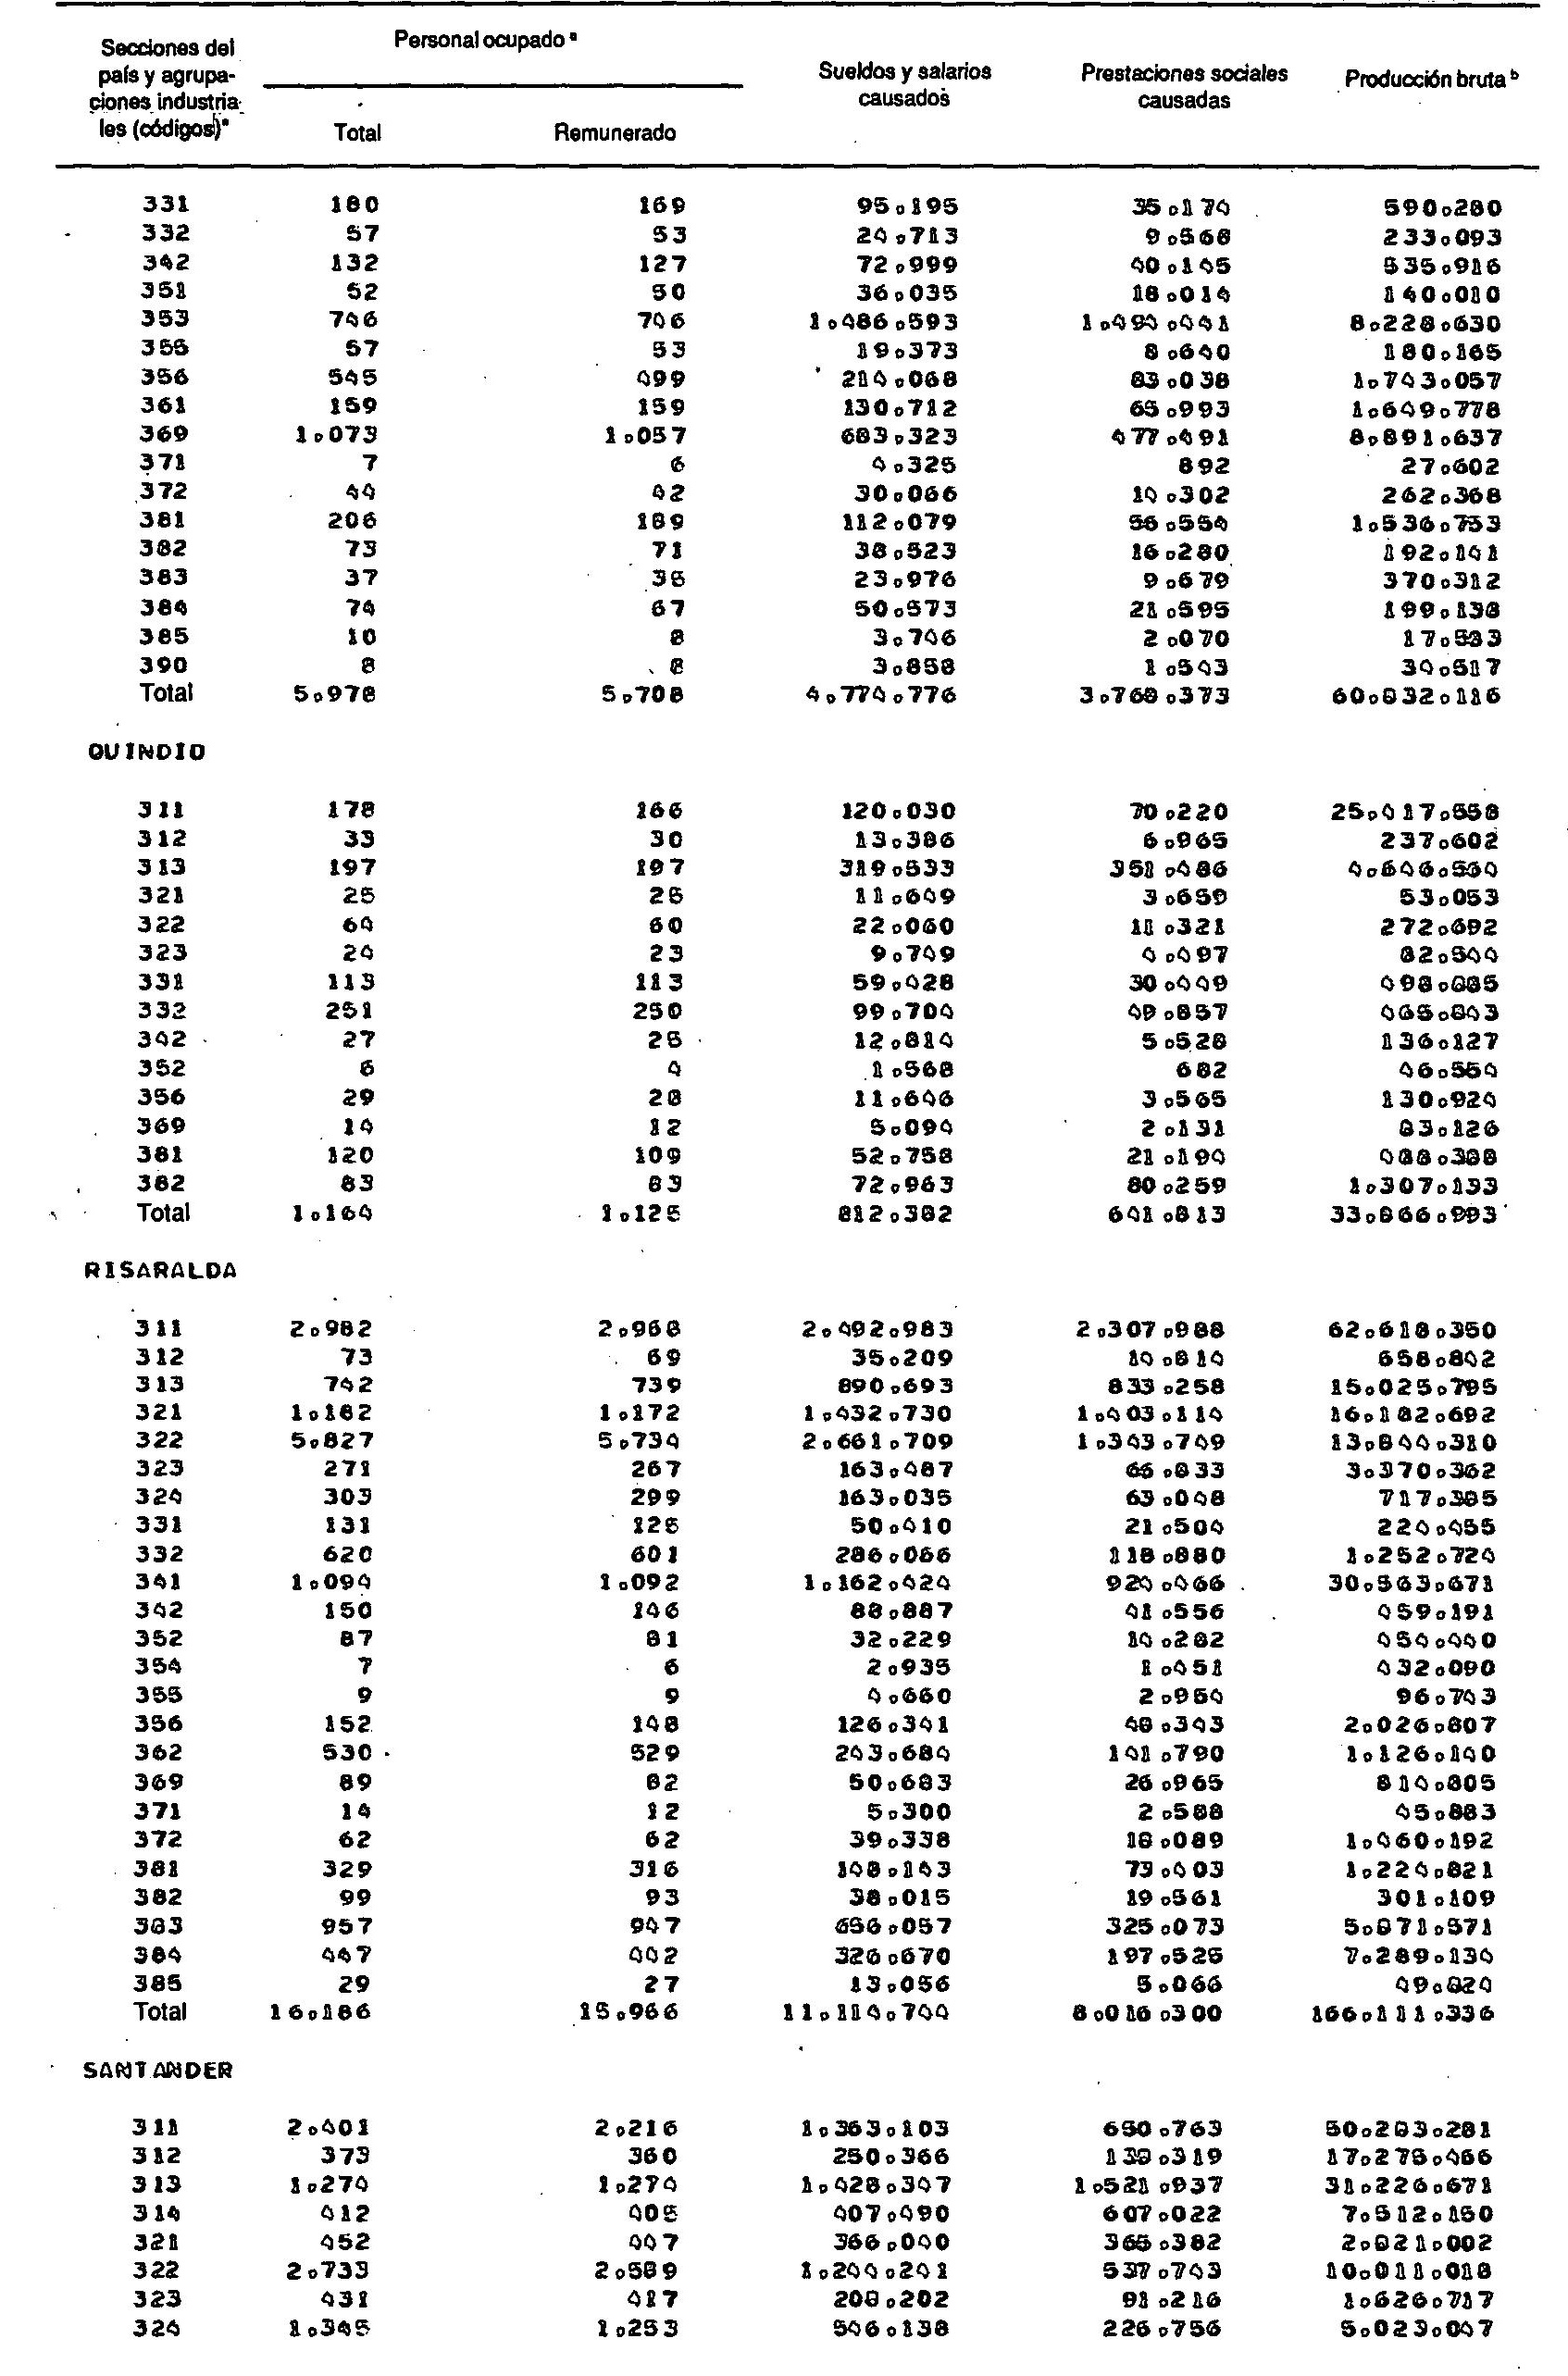 Secciones del país y agrupaciones industriales (códigos)* Personal ocupado ª Sueldos y salarios causados Prestaciones sociales causadas Producción bruta b
Total Remunerado
331 180 169 95.195 35.174 590.280
332 57 53 24.713 9.568 233.093
342 132 127 72.999 40.145 535.916
351 52 50 36.035 18.014 140.010
353 746 746 1.486.593 1.494.441 8.228.630
355 57 53 19.373 8.640 180.165
356 545 499 214.068 83.038 1.743.057
361 159 159 130.712 65.993 1.649.778
369 1.073 1.057 683.323 477.491 8.891.637
371 7 6 4.325 892 27.602
372 44 42 30.066 14.302 262.368
381 206 189 112.079 56.554 1.536.753
382 73 71 38.523 16.280 192.141
383 37 36 23.976 9.679 370.312
384 74 67 50.573 21.595 199.138
385 10 8 3.746 2.070 17.533
390 8 8 3.858 1.543 34.517
Total 5.978 5.708 4.774.776 3.768.373 60.832.116
QUINDIO
311 178 166 120.030 70.220 25.417.558
312 33 30 13.386 6.965 237.602
313 197 197 319.533 351.486 4.646.564
321 25 25 11.649 3.659 53.053
322 64 60 22.060 11.321 272.692
323 24 23 9.749 4.497 82.544
331 113 113 59.428 30.449 498.885
332 251 250 99.704 49.857 465.843
342 27 25 12.814 5.528 136.127
352 6 4 1.568 682 46.554
356 29 28 11.646 3.565 130.924
369 14 12 5.094 2.131 83.126
381 120 109 52.758 21.194 488.388
382 83 83 72.963 80.259 1.307.133
Total 1.164 1.125 812.382 641.813 33.866.993
RISARALDA
311 2.982 2.968 2.492.983 2.307.988 62.618.350
312 73 69 35.209 14.814 658.842
313 742 739 890.693 833.258 15.025.795
321 1.182 1.172 1.432.730 1.403.114 16.182.692
322 5.827 5.734 2.661.709 1.343.749 13.844.310
323 271 267 163.487 66.833 3.370.362
324 303 299 163.035 63.048 717.385
331 131 125 50.410 21.504 224.455
332 620 601 286.066 118.880 1.252.724
341 1.094 1.092 1.162.424 924.466 30.563.671
342 150 146 88.887 41.556 459.191
352 87 81 32.229 14.282 454.440
354 7 6 2.935 1.451 432.090
355 9 9 4.660 2.954 96.743
356 152 148 126.341 48.343 2.026.807
362 530 529 243.684 141.790 1.126.140
369 89 82 50.683 26.965 814.805
371 14 12 5.300 2.588 45.883
372 62 62 39.338 18.089 1.460.192
381 329 316 148.143 73.403 1.224.821
382 99 93 38.015 19.561 301.109
383 957 947 656.057 325.073 5.871.571
384 447 442 326.670 197.525 7.289.134
385 29 27 13.056 5.066 49.824
Total 16.186 15.966 11.114.744 8.016.300 166.111.336
SANTANDER
311 2.401 2.216 1.363.103 650.763 50.283.281
312 373 360 250.366 138.319 17.275.466
313 1.274 1.274 1.428.347 1.521.937 31.226.671
314 412 405 407.490 607.022 7.512.150
321 452 447 366.040 365.382 2.821.002
322 2.733 2.589 1.244.241 537.743 10.011.018
323 431 417 208.202 91.216 1.626.717
324 1.345 1.253 546.138 226.756 5.023.047